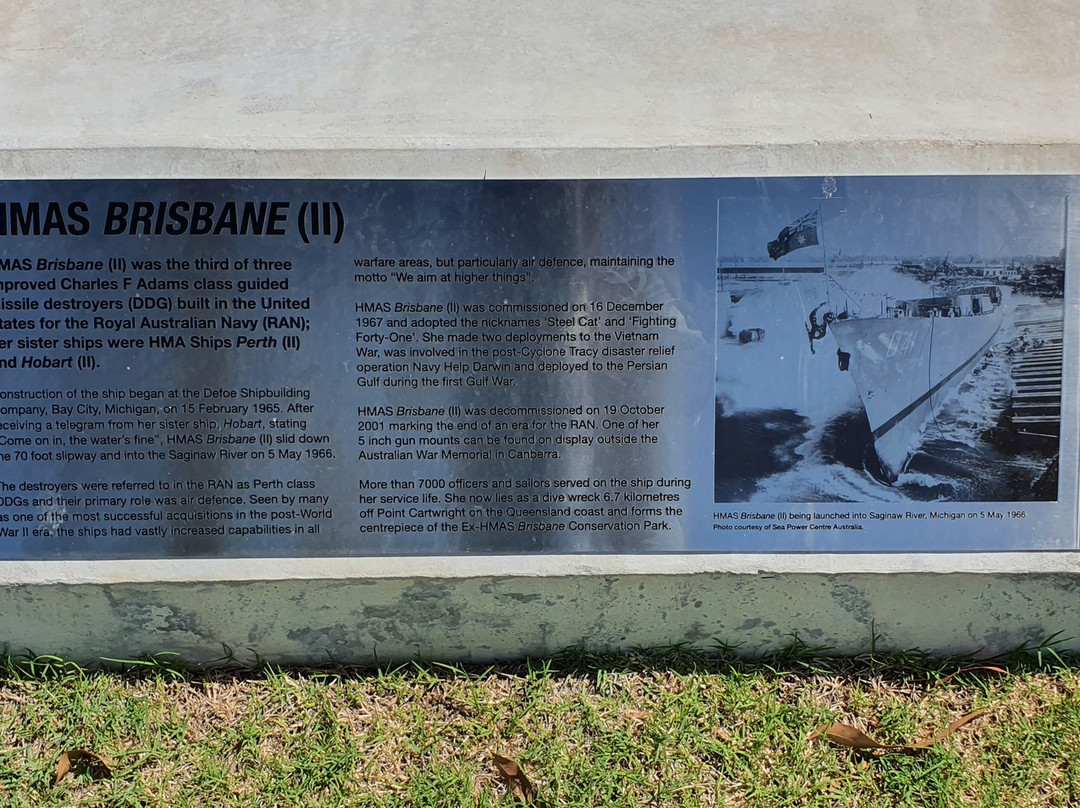 HMAS BRISBANE (II)
MAS Brisbane (II) was the third of three
mproved Charles F Adams class guided
issile destroyers (DDG) built in the United
tates for the Royal Australian Navy (RAN);
er sister ships were HMA Ships Perth (II)
nd Hobart (II).
onstruction of the ship began at the Defoe Shipbuilding
ompany, Bay City, Michigan, on 15 February 1965. After
eceiving a telegram from her sister ship, Hobart, stating
Come on in, the water's fine", HMAS Brisbane (II) slid down
he 70 foot slipway and into the Saginaw River on 5 May 1966.
The destroyers were referred to in the RAN as Perth class
DDGs and their primary role was air defence. Seen by many
as one of the most successful acquisitions in the post-World
War II era, the ships had vastly increased capabilities in all
warfare areas, but particularly air defence, maintaining the
motto "We aim at higher things".
HMAS Brisbane (II) was commissioned on 16 December
1967 and adopted the nicknames 'Steel Cat' and 'Fighting
Forty-One'. She made two deployments to the Vietnam
War, was involved in the post-Cyclone Tracy disaster relief
operation Navy Help Darwin and deployed to the Persian
Gulf during the first Gulf War.
HMAS Brisbane (II) was decommissioned on 19 October
2001 marking the end of an era for the RAN. One of her
5 inch gun mounts can be found on display outside the
Australian War Memorial in Canberra.
More than 7000 officers and sailors served on the ship during
her service life. She now lies as a dive wreck 6.7 kilometres
off Point Cartwright on the Queensland coast and forms the
centrepiece of the Ex-HMAS Brisbane Conservation Park.
HMAS Brisbane (II) being launched into Saginaw River, Michigan on 5 May 1966.
Photo courtesy of Sea Power Centre Australia.